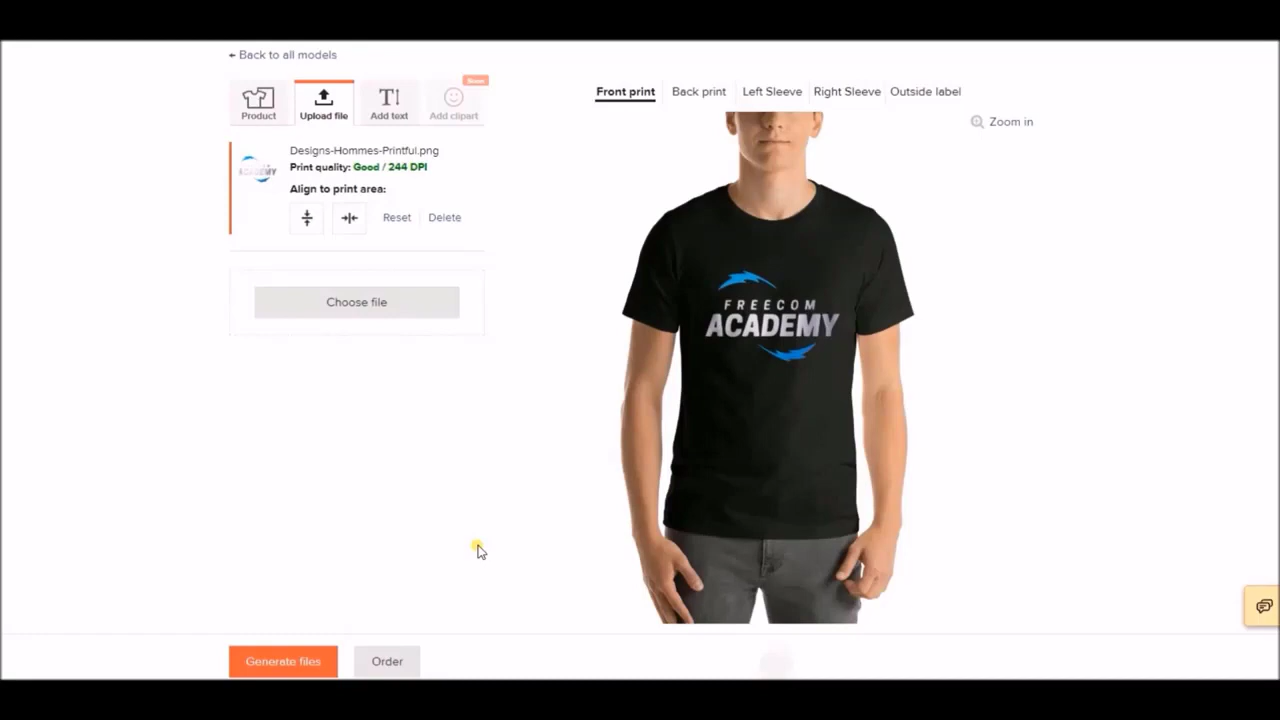 Back to all models
Product
Upload file
Add text
Add clipart
Front print
Back print
Left Sleeve
Right Sleeve
Outside label
Zoom in
Designs-Hommes-Printful.png
Print quality: Good / 244 DPI
Align to print area:
Reset
Delete
Choose file
FREECOM
ACADEMY
Generate files
Order